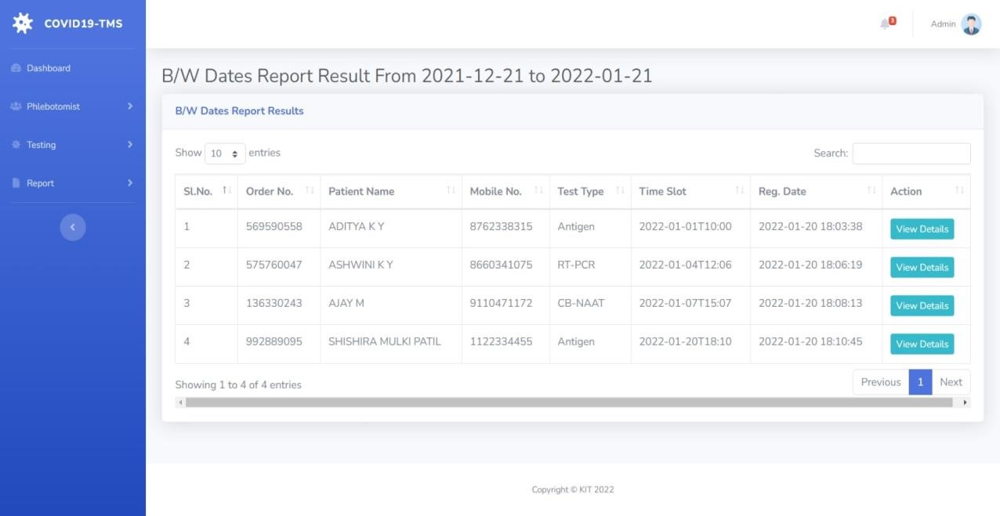 COVID19-TMS
Dashboard
Phlebotomist
Testing
Report
3
Admin
B/W Dates Report Result From 2021-12-21 to 2022-01-21
B/W Dates Report Results
Show 10 entries
Search:
Sl.No. Order No. Patient Name Mobile No. Test Type Time Slot Reg. Date Action
1 569590558 ADITYA K Y 8762338315 Antigen 2022-01-01T10:00 2022-01-20 18:03:38 View Details
2 575760047 ASHWINI K Y 8660341075 RT-PCR 2022-01-04T12:06 2022-01-20 18:06:19 View Details
3 136330243 AJAY M 9110471172 CB-NAAT 2022-01-07T15:07 2022-01-20 18:08:13 View Details
4 992889095 SHISHIRA MULKI PATIL 1122334455 Antigen 2022-01-20T18:10 2022-01-20 18:10:45 View Details
Showing 1 to 4 of 4 entries
Previous 1 Next
Copyright © KIT 2022